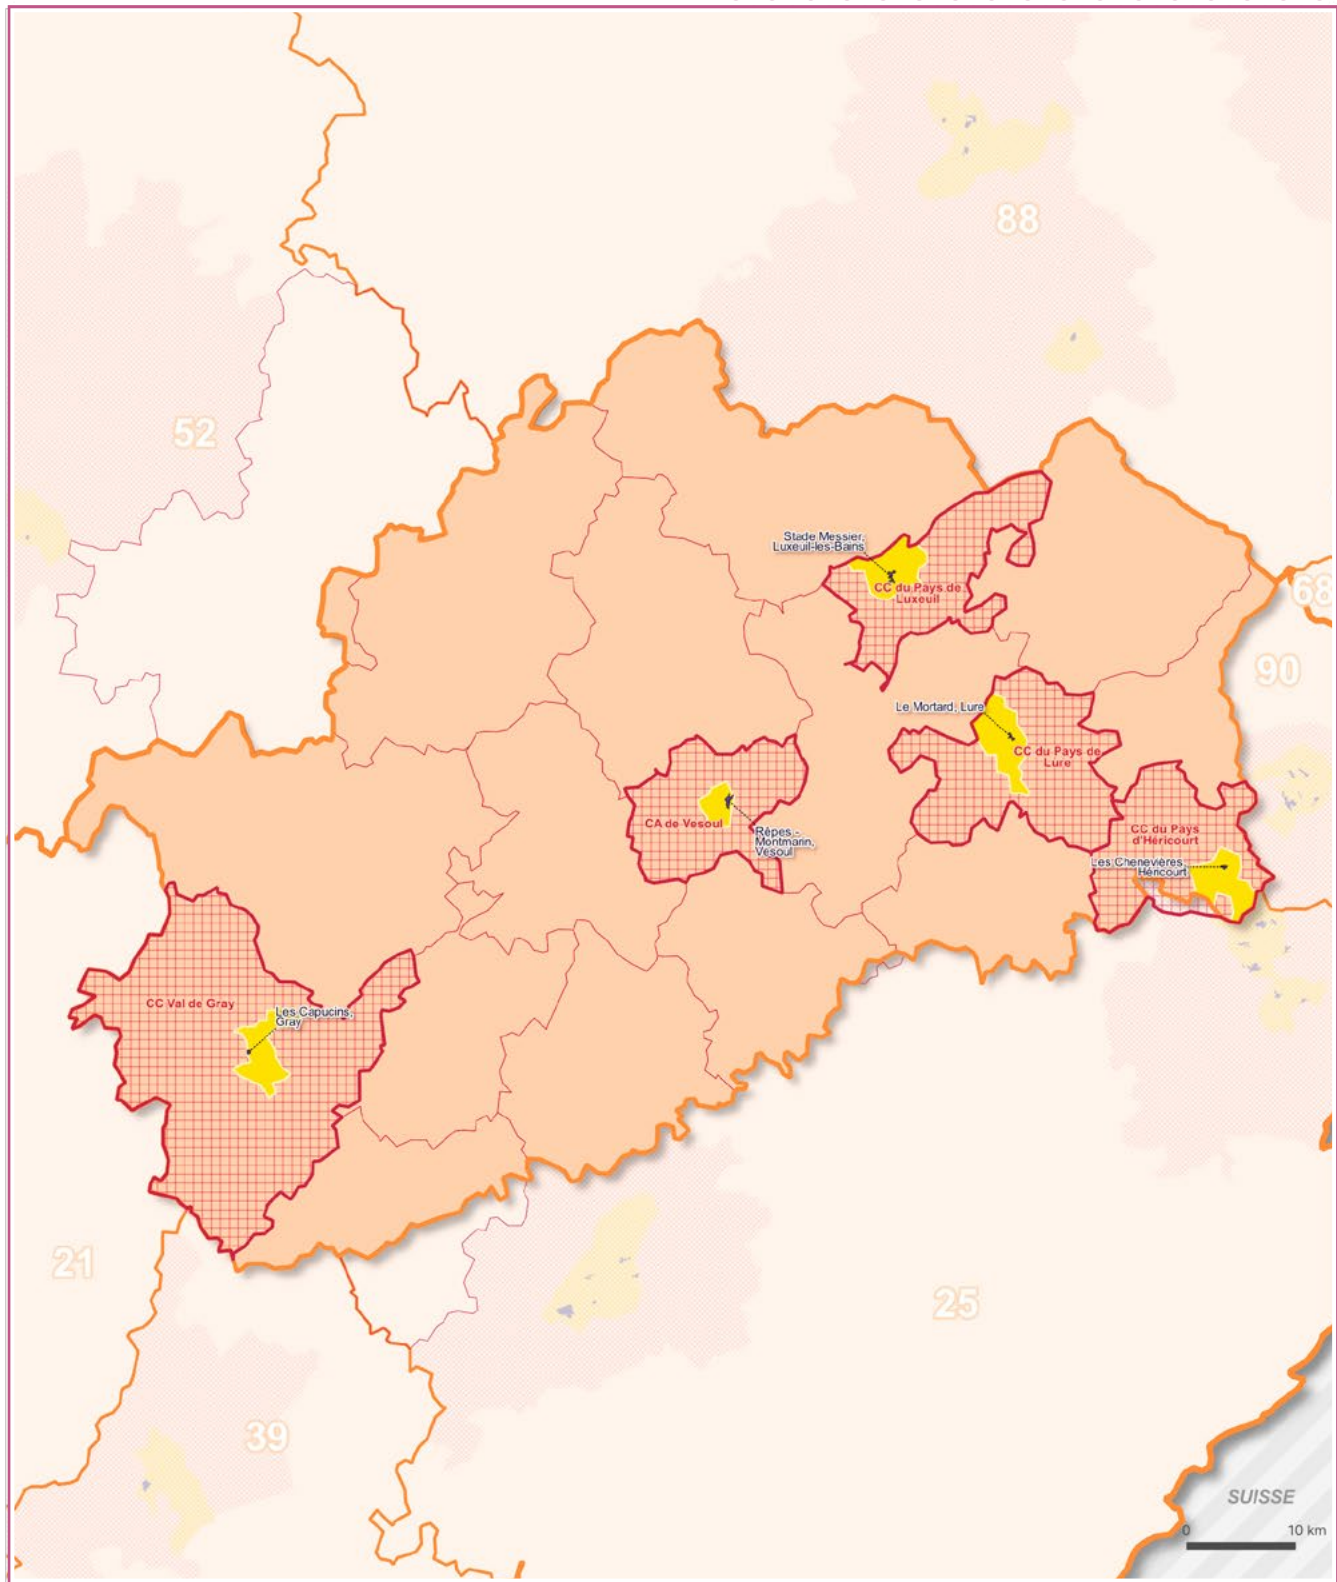 88
52
Stade Messier,
Luxeuil-les-Bains
CC du Pays de
Luxeuil
68
90
Le Mortard, Lure
CC du Pays de
Lure
CA de Vesoul
Rêpes -
Montmarin,
Vesoul
CC du Pays
d'Héricourt
Les Chenevières,
Héricourt
CC Val de Gray
Les Capucins,
Gray
21
25
39
SUISSE
0 10 km